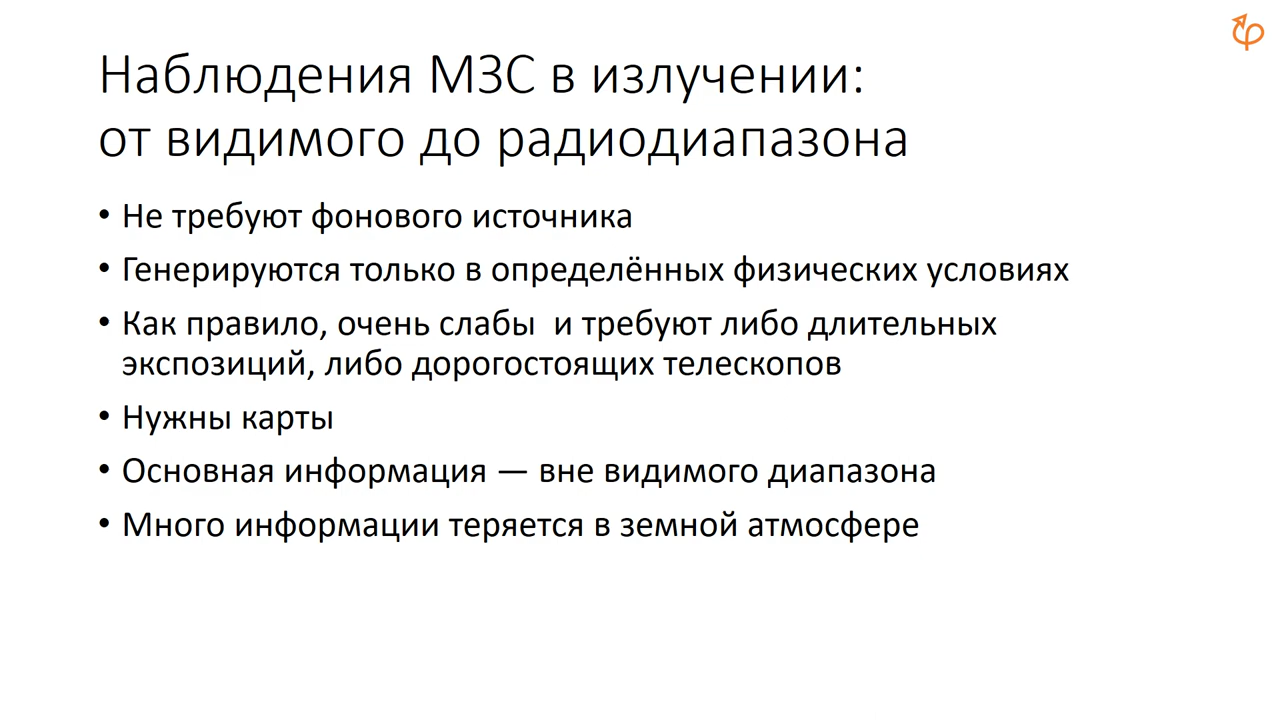 Наблюдения МЗС в излучении:
от видимого до радиодиапазона
• Не требуют фонового источника
• Генерируются только в определённых физических условиях
• Как правило, очень слабы  и требуют либо длительных
экспозиций, либо дорогостоящих телескопов
• Нужны карты
• Основная информация — вне видимого диапазона
• Много информации теряется в земной атмосфере